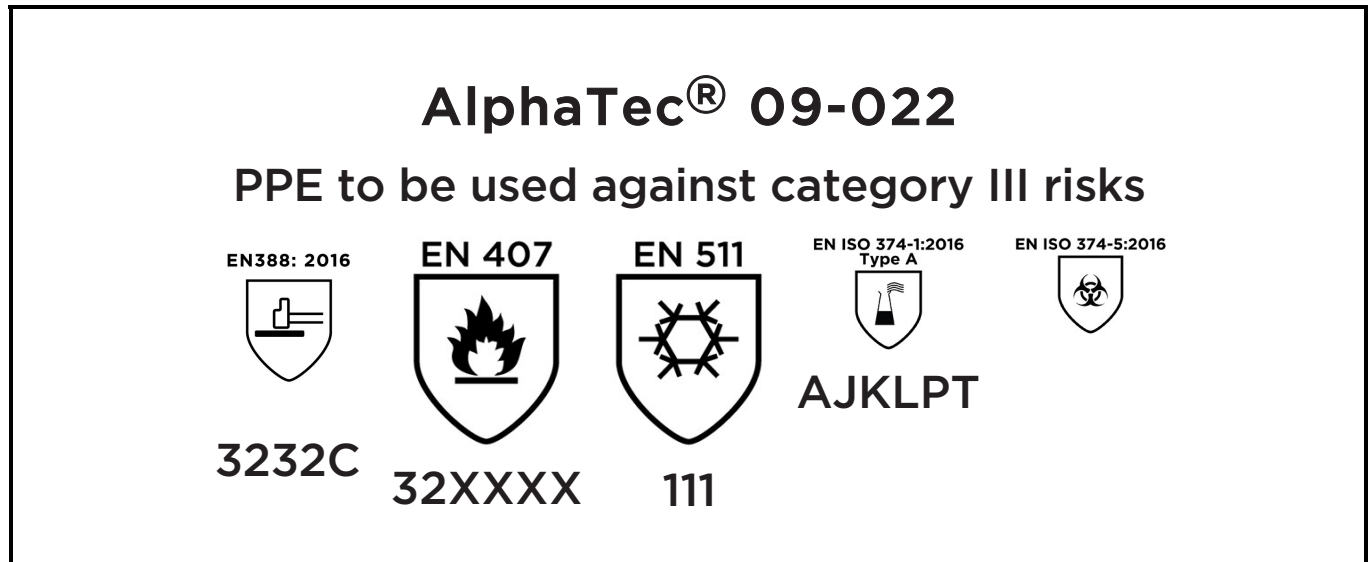 AlphaTec® 09-022
PPE to be used against category III risks
EN388: 2016
3232C
EN 407
32XXXX
EN 511
111
EN ISO 374-1:2016
Type A
AJKLPT
EN ISO 374-5:2016